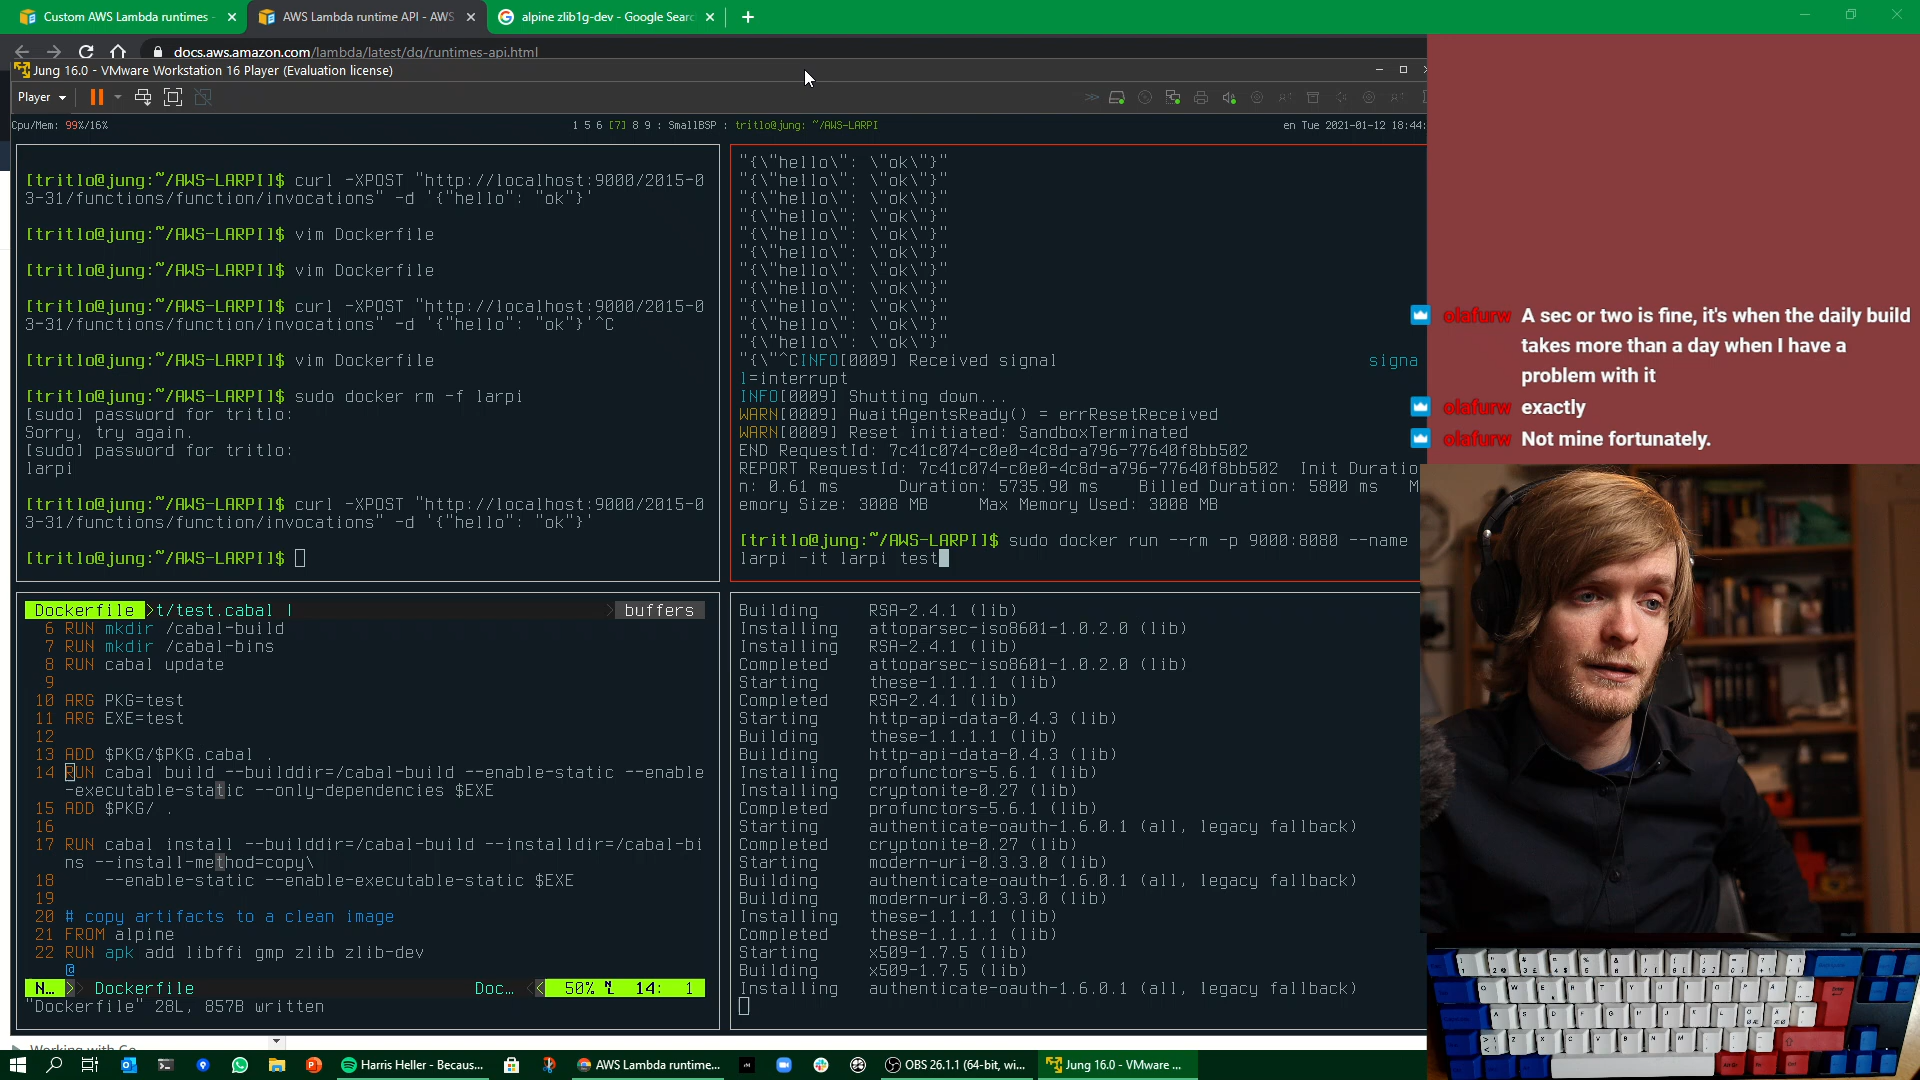 Custom AWS Lambda runtimes -
AWS Lambda runtime API - AWS
alpine zlib1g-dev - Google Searc
docs.aws.amazon.com/lambda/latest/dg/runtimes-api.html
Jung 16.0 - VMware Workstation 16 Player (Evaluation license)
Player
Cpu/Mem: 99%/16%
1 5 6 [7] 8 9 : SmallBSP : tritlo@jung: ~/AWS-LARPI
en Tue 2021-01-12 18:44:
[tritlo@jung:~/AWS-LARPI]$ curl -XPOST "http://localhost:9000/2015-0
3-31/functions/function/invocations" -d '{"hello": "ok"}'
[tritlo@jung:~/AWS-LARPI]$ vim Dockerfile
[tritlo@jung:~/AWS-LARPI]$ vim Dockerfile
[tritlo@jung:~/AWS-LARPI]$ curl -XPOST "http://localhost:9000/2015-0
3-31/functions/function/invocations" -d '{"hello": "ok"}'^C
[tritlo@jung:~/AWS-LARPI]$ vim Dockerfile
[tritlo@jung:~/AWS-LARPI]$ sudo docker rm -f larpi
[sudo] password for tritlo:
Sorry, try again.
[sudo] password for tritlo:
larpi
[tritlo@jung:~/AWS-LARPI]$ curl -XPOST "http://localhost:9000/2015-0
3-31/functions/function/invocations" -d '{"hello": "ok"}'
[tritlo@jung:~/AWS-LARPI]$
"{\"hello\": \"ok\"}"
"{\"hello\": \"ok\"}"
"{\"hello\": \"ok\"}"
"{\"hello\": \"ok\"}"
"{\"hello\": \"ok\"}"
"{\"hello\": \"ok\"}"
"{\"hello\": \"ok\"}"
"{\"hello\": \"ok\"}"
"{\"hello\": \"ok\"}"
"{\"hello\": \"ok\"}"
"{\"hello\": \"ok\"}"
"{\"^CINFO[0009] Received signal signa
l=interrupt
INFO[0009] Shutting down...
WARN[0009] AwaitAgentsReady() = errResetReceived
WARN[0009] Reset initiated: SandboxTerminated
END RequestId: 7c41c074-c0e0-4c8d-a796-77640f8bb502
REPORT RequestId: 7c41c074-c0e0-4c8d-a796-77640f8bb502 Init Duratio
n: 0.61 ms Duration: 5735.90 ms Billed Duration: 5800 ms M
emory Size: 3008 MB Max Memory Used: 3008 MB
[tritlo@jung:~/AWS-LARPI]$ sudo docker run --rm -p 9000:8080 --name
larpi -it larpi test
Dockerfile >t/test.cabal | buffers
6 RUN mkdir /cabal-build
7 RUN mkdir /cabal-bins
8 RUN cabal update
9
10 ARG PKG=test
11 ARG EXE=test
12
13 ADD $PKG/$PKG.cabal .
14 RUN cabal build --builddir=/cabal-build --enable-static --enable
-executable-static --only-dependencies $EXE
15 ADD $PKG/ .
16
17 RUN cabal install --builddir=/cabal-build --installdir=/cabal-bi
ns --install-method=copy\
18 --enable-static --enable-executable-static $EXE
19
20 # copy artifacts to a clean image
21 FROM alpine
22 RUN apk add libffi gmp zlib zlib-dev
@
N... > Dockerfile Doc... < 50% 14: 1
"Dockerfile" 28L, 857B written
Building RSA-2.4.1 (lib)
Installing attoparsec-iso8601-1.0.2.0 (lib)
Installing RSA-2.4.1 (lib)
Completed attoparsec-iso8601-1.0.2.0 (lib)
Starting these-1.1.1.1 (lib)
Completed RSA-2.4.1 (lib)
Starting http-api-data-0.4.3 (lib)
Building these-1.1.1.1 (lib)
Building http-api-data-0.4.3 (lib)
Installing profunctors-5.6.1 (lib)
Installing cryptonite-0.27 (lib)
Completed profunctors-5.6.1 (lib)
Starting authenticate-oauth-1.6.0.1 (all, legacy fallback)
Completed cryptonite-0.27 (lib)
Starting modern-uri-0.3.3.0 (lib)
Building authenticate-oauth-1.6.0.1 (all, legacy fallback)
Building modern-uri-0.3.3.0 (lib)
Installing these-1.1.1.1 (lib)
Completed these-1.1.1.1 (lib)
Starting x509-1.7.5 (lib)
Building x509-1.7.5 (lib)
Installing authenticate-oauth-1.6.0.1 (all, legacy fallback)
olafurw A sec or two is fine, it's when the daily build
takes more than a day when I have a
problem with it
olafurw exactly
olafurw Not mine fortunately.
Working with Go
Harris Heller - Becaus...
AWS Lambda runtime...
OBS 26.1.1 (64-bit, wi...
Jung 16.0 - VMware ...